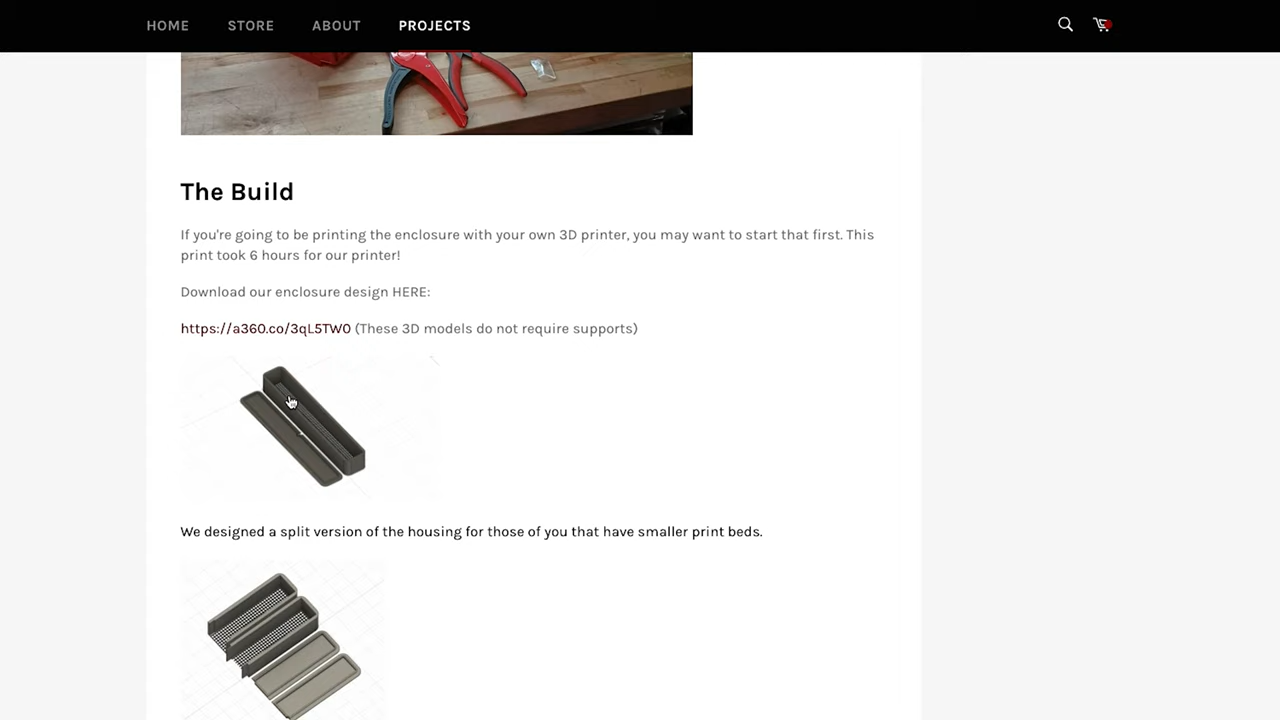 HOME STORE ABOUT PROJECTS
The Build
If you're going to be printing the enclosure with your own 3D printer, you may want to start that first. This
print took 6 hours for our printer!
Download our enclosure design HERE:
https://a360.co/3qL5TW0 (These 3D models do not require supports)
We designed a split version of the housing for those of you that have smaller print beds.